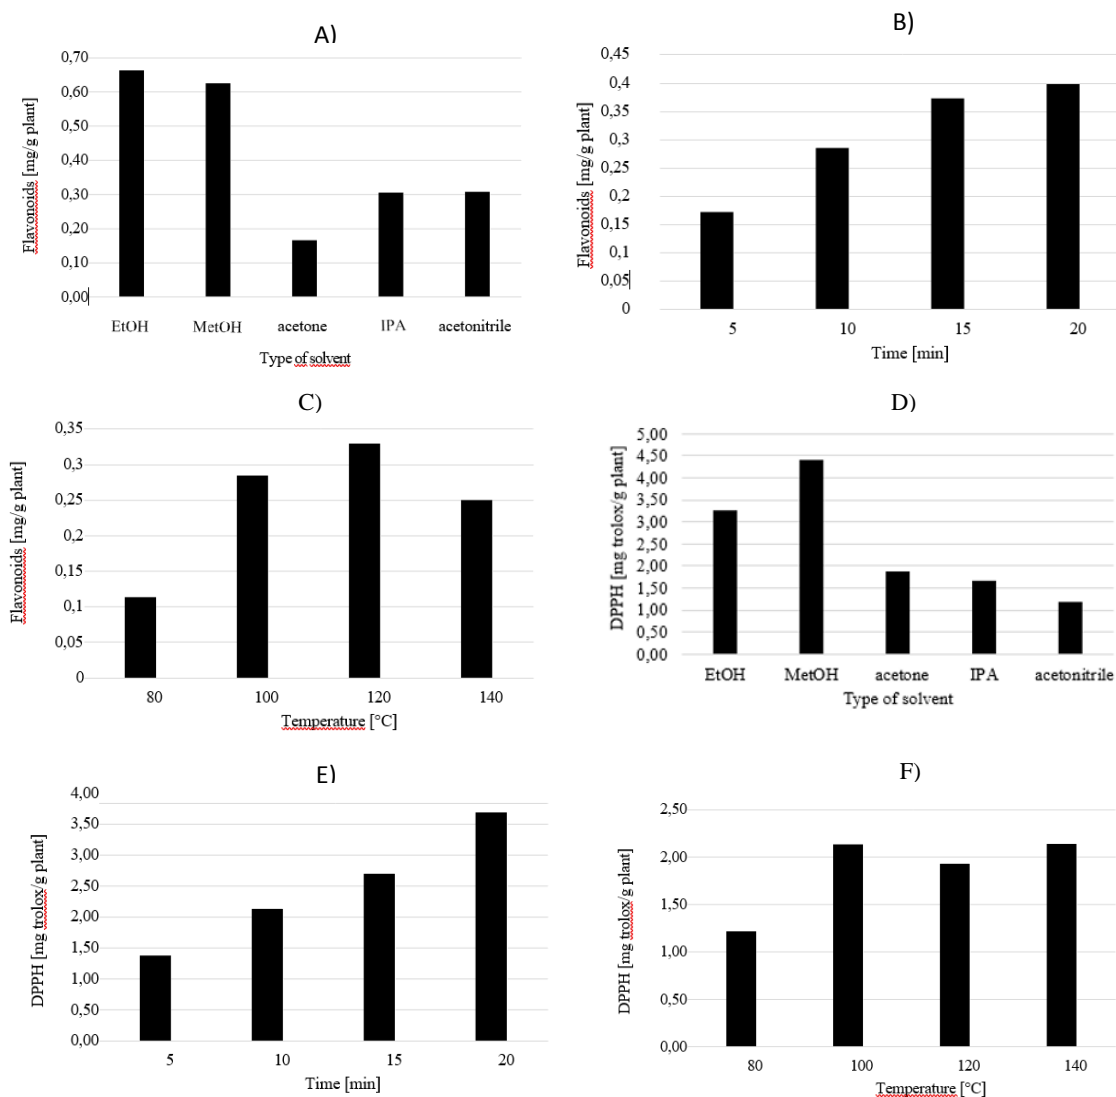 A)
Flavonoids [mg/g plant]
0,70
0,60
0,50
0,40
0,30
0,20
0,10
0,00
EtOH MetOH acetone IPA acetonitrile
Type of solvent
B)
Flavonoids [mg/g plant]
0,45
0,4
0,35
0,3
0,25
0,2
0,15
0,1
0,05
0
5 10 15 20
Time [min]
C)
Flavonoids [mg/g plant]
0,35
0,3
0,25
0,2
0,15
0,1
0,05
0
80 100 120 140
Temperature [°C]
D)
DPPH [mg trolox/g plant]
5,00
4,50
4,00
3,50
3,00
2,50
2,00
1,50
1,00
0,50
0,00
EtOH MetOH acetone IPA acetonitrile
Type of solvent
E)
DPPH [mg trolox/g plant]
4,00
3,50
3,00
2,50
2,00
1,50
1,00
0,50
0,00
5 10 15 20
Time [min]
F)
DPPH [mg trolox/g plant]
2,50
2,00
1,50
1,00
0,50
0,00
80 100 120 140
Temperature [°C]